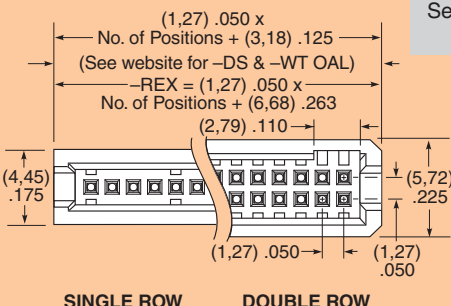 (1,27) .050 x
No. of Positions + (3,18) .125
Se
(See website for –DS & –WT OAL)
–REX = (1,27) .050 x
No. of Positions + (6,68) .263
(2,79) .110
(4,45)
.175
(5,72)
.225
(1,27) .050
(1,27)
.050
SINGLE ROW DOUBLE ROW